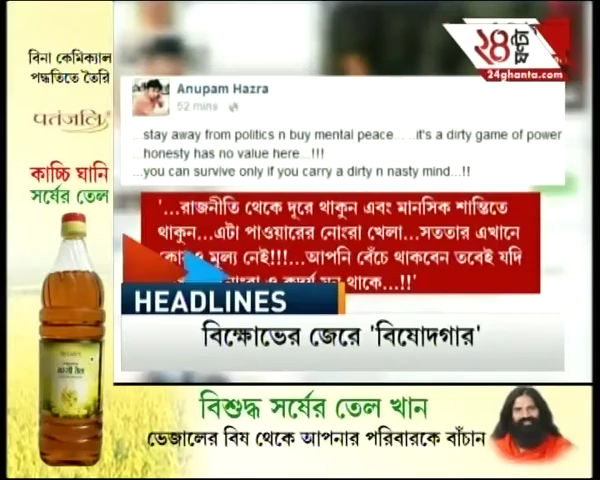 বিনা কেমিক্যাল
পদ্ধতিতে তৈরি
পতঞ্জলি
কাচ্চি ঘানি
সর্ষের তেল
২৪ ঘণ্টা
24ghanta.com
Anupam Hazra
52 mins
...stay away from politics n buy mental peace... ...it's a dirty game of power
...honesty has no value here...!!!
...you can survive only if you carry a dirty n nasty mind...!!
'...রাজনীতি থেকে দূরে থাকুন এবং মানসিক শান্তিতে
থাকুন...এটা পাওয়ারের নোংরা খেলা...সততার এখানে
মূল্য নেই!!!...আপনি বেঁচে থাকবেন তবেই যদি
থাকে...!!'
HEADLINES
বিক্ষোভের জেরে 'বিষোদগার'
বিশুদ্ধ সর্ষের তেল খান
ভেজালের বিষ থেকে আপনার পরিবারকে বাঁচান